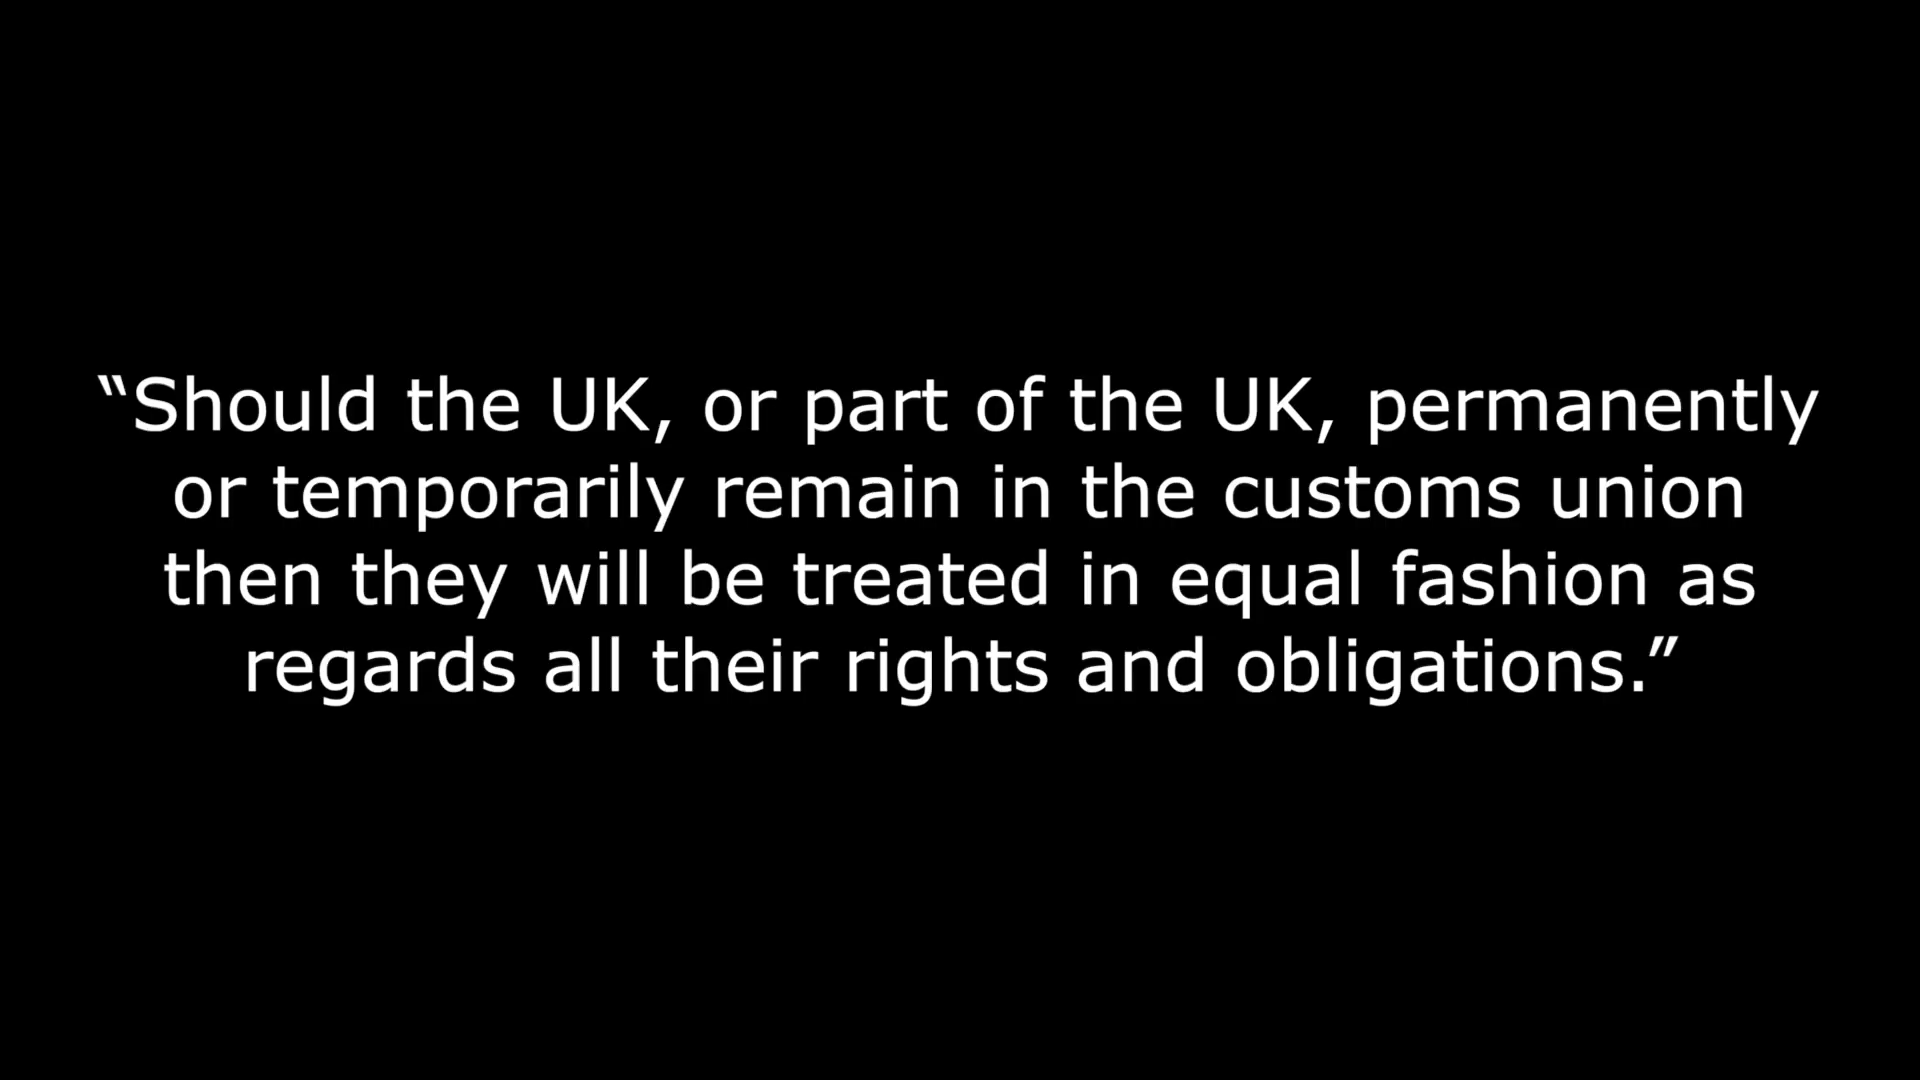 “Should the UK, or part of the UK, permanently
or temporarily remain in the customs union
then they will be treated in equal fashion as
regards all their rights and obligations.”